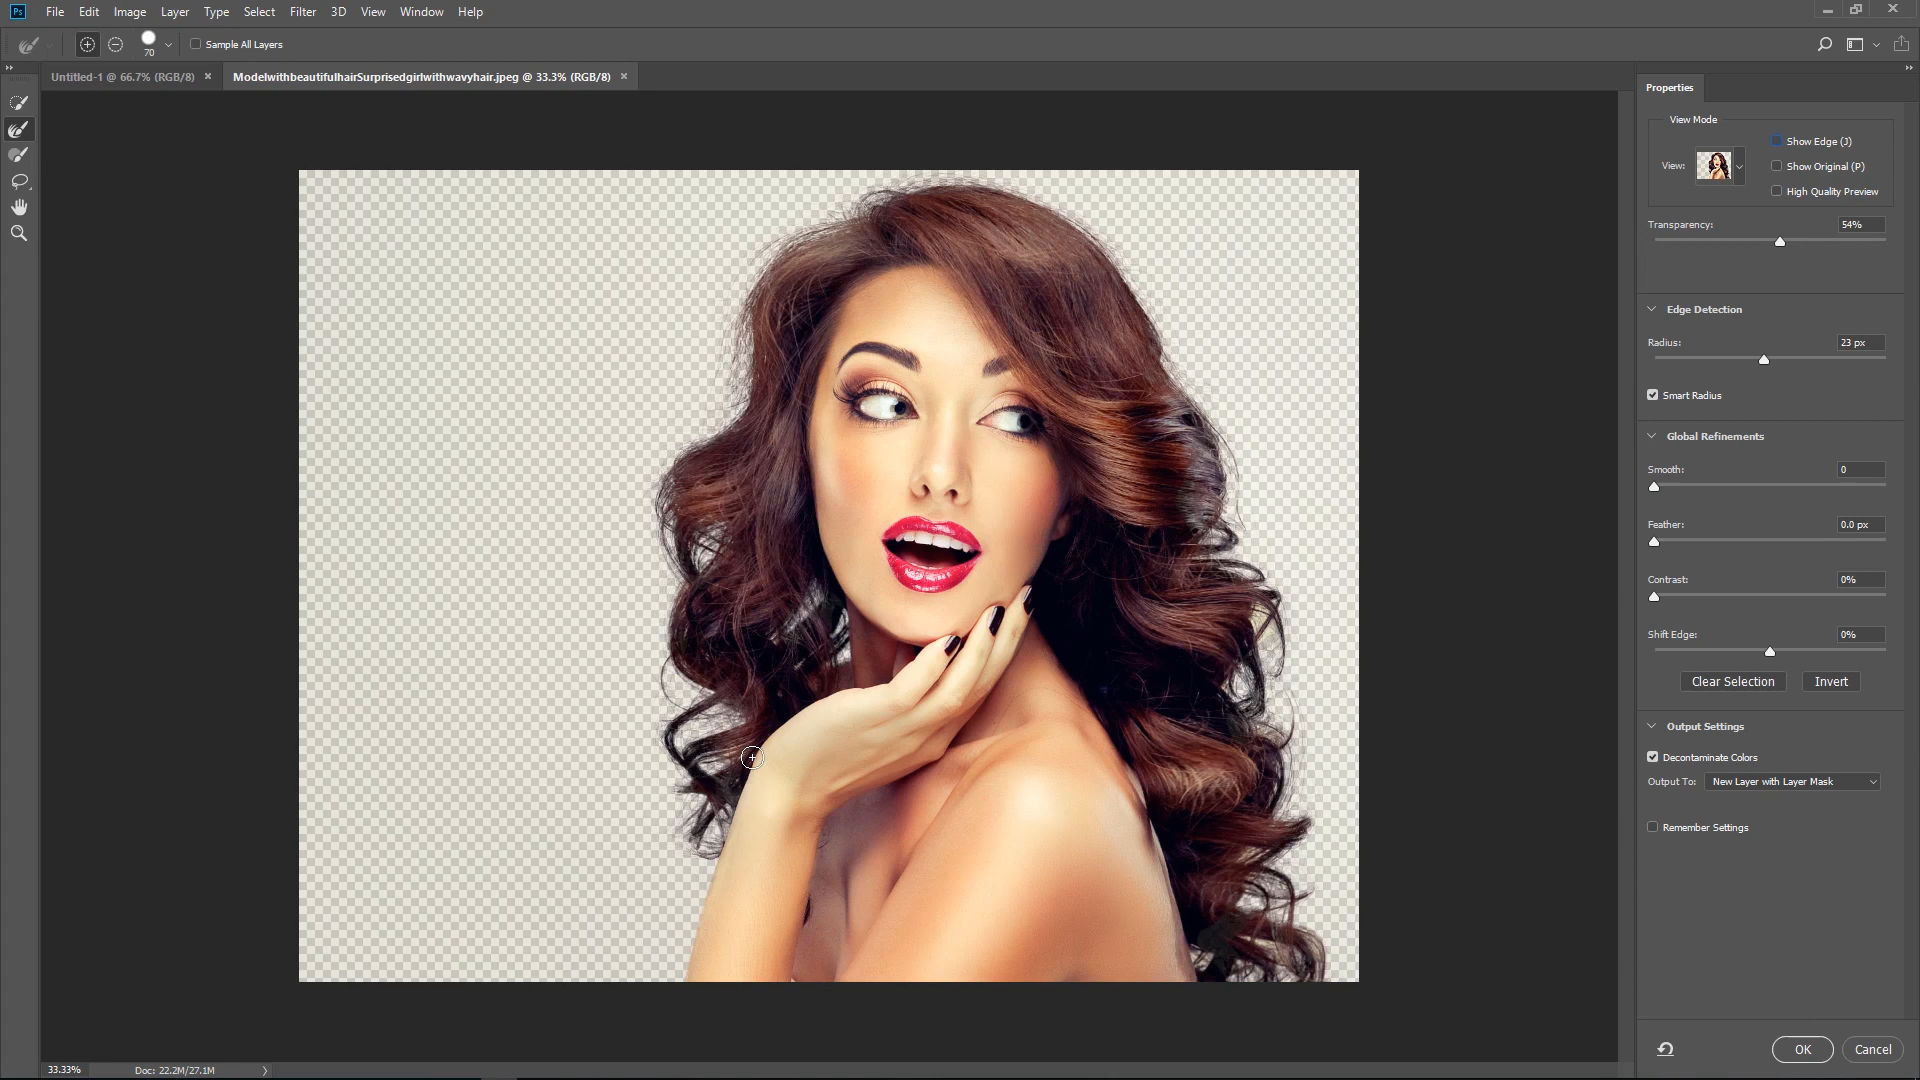 Ps File Edit Image Layer Type Select Filter 3D View Window Help
70 Sample All Layers
Untitled-1 @ 66.7% (RGB/8) × ModelwithbeautifulhairSurprisedgirlwithwavyhair.jpeg @ 33.3% (RGB/8) ×
Properties
View Mode
Show Edge (J)
View:
Show Original (P)
High Quality Preview
Transparency: 54%
Edge Detection
Radius: 23 px
Smart Radius
Global Refinements
Smooth: 0
Feather: 0.0 px
Contrast: 0%
Shift Edge: 0%
Clear Selection Invert
Output Settings
Decontaminate Colors
Output To: New Layer with Layer Mask
Remember Settings
OK Cancel
33.33% Doc: 22.2M/27.1M